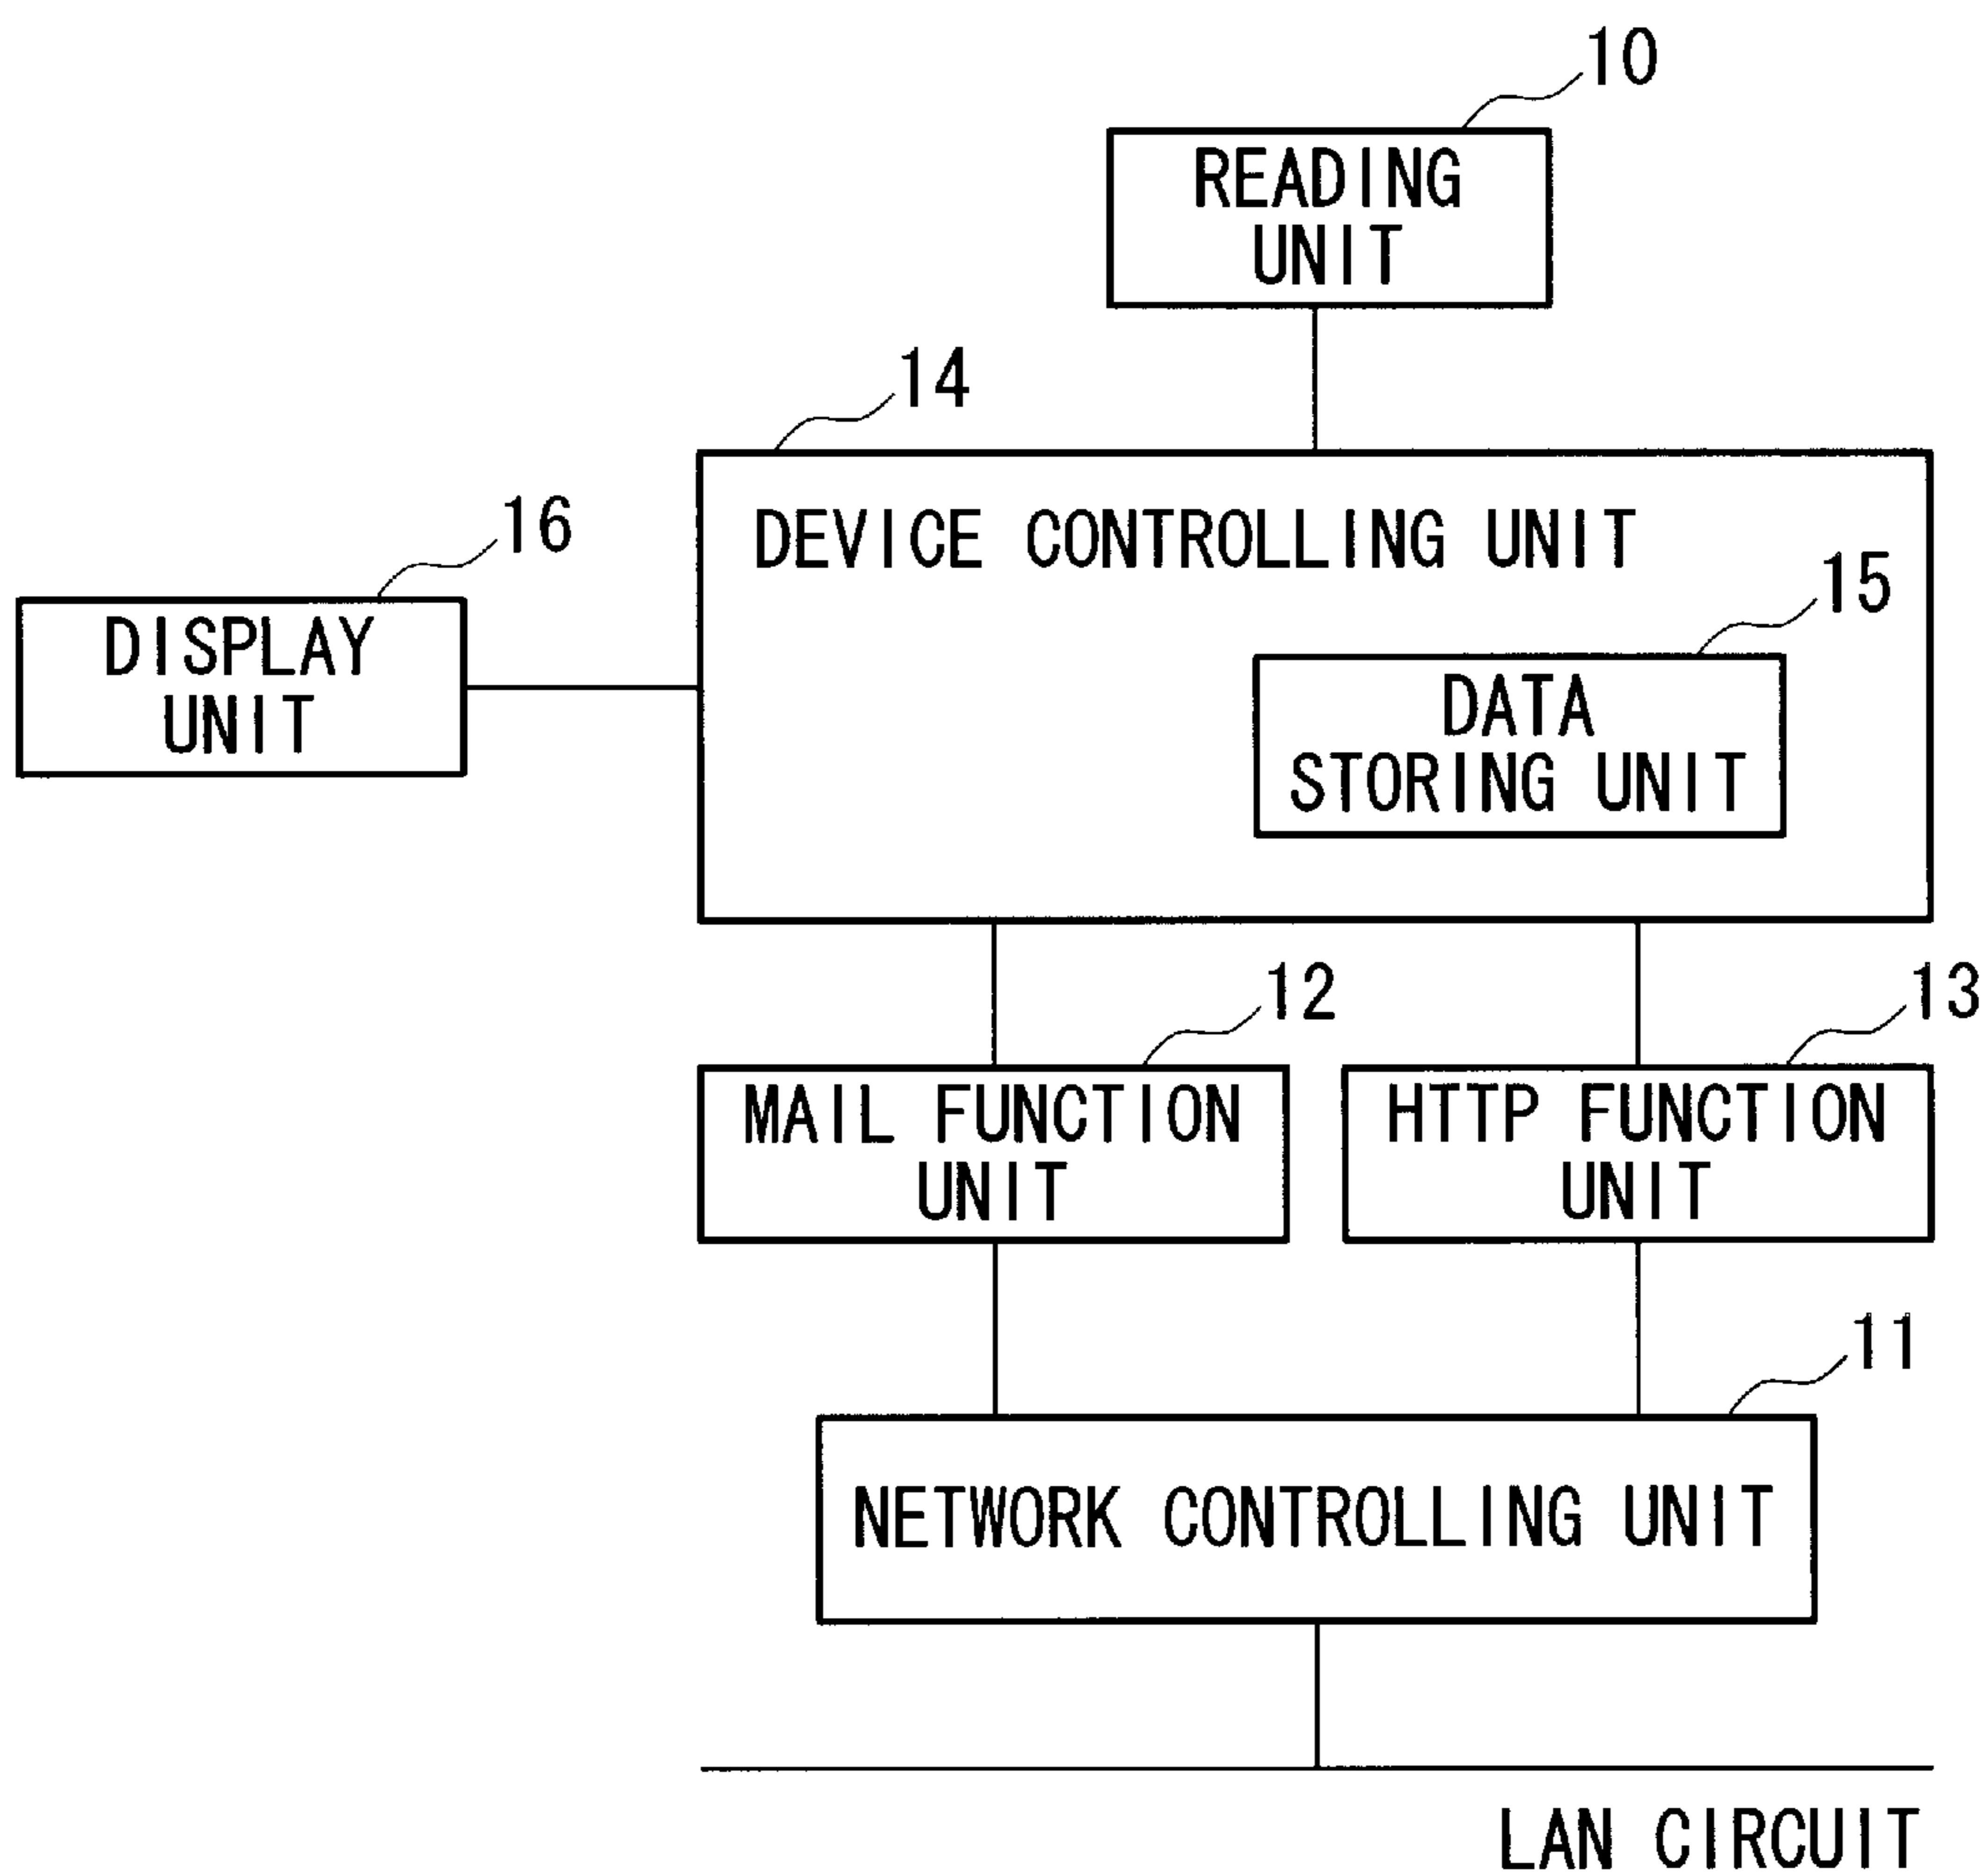 10
READING
UNIT
14
DEVICE CONTROLLING UNIT
16
DISPLAY
UNIT
15
DATA
STORING UNIT
12
MAIL FUNCTION
UNIT
13
HTTP FUNCTION
UNIT
11
NETWORK CONTROLLING UNIT
LAN CIRCUIT